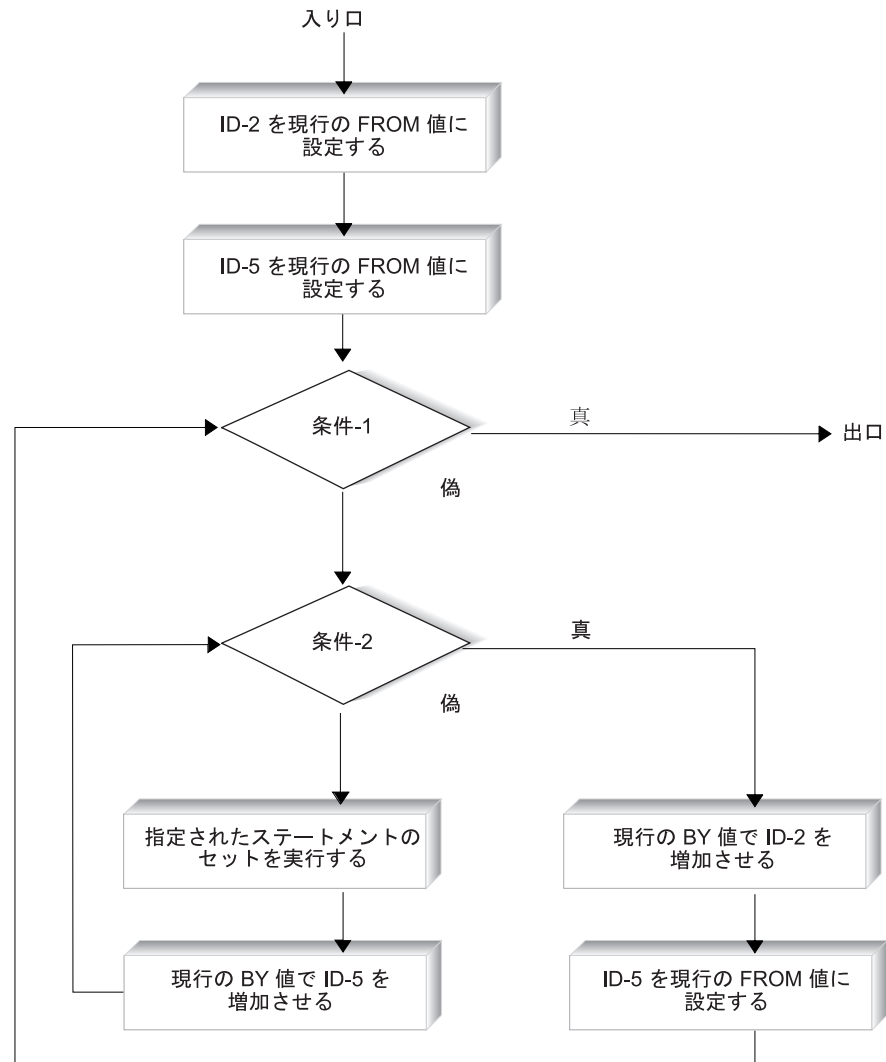 入り口
ID-2 を現行の FROM 値に
設定する
ID-5 を現行の FROM 値に
設定する
条件-1
真
出口
偽
条件-2
真
偽
指定されたステートメントの
セットを実行する
現行の BY 値で ID-2 を
増加させる
現行の BY 値で ID-5 を
増加させる
ID-5 を現行の FROM 値に
設定する